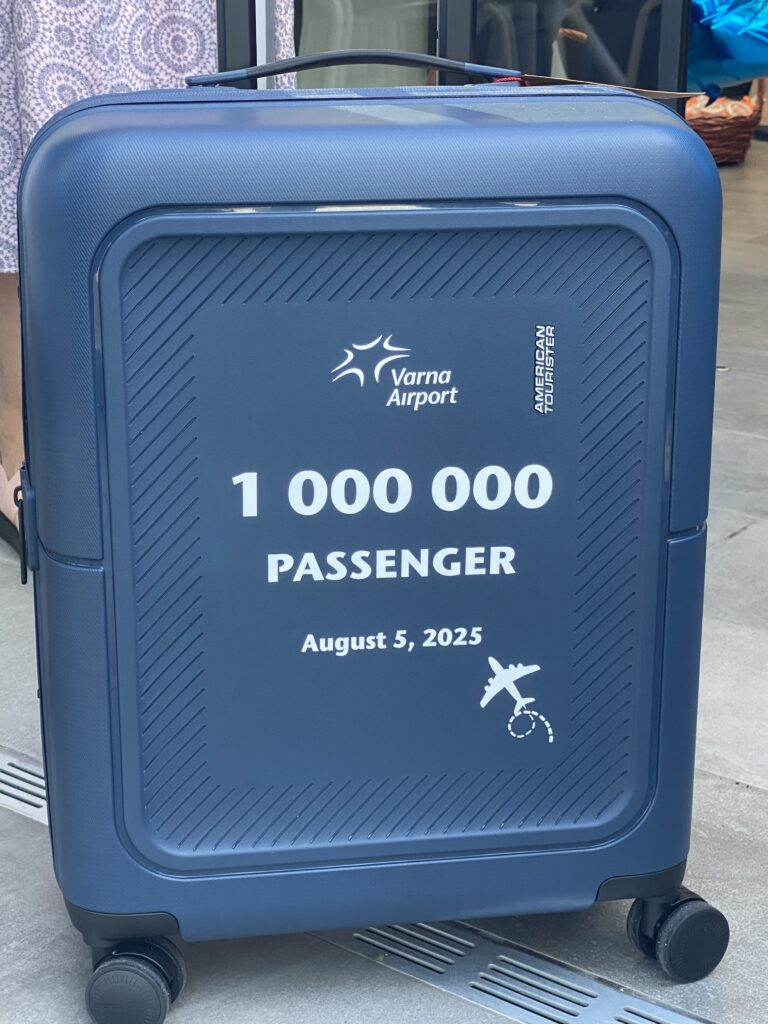 Varna
Airport
AMERICAN
TOURISTER
1 000 000
PASSENGER
August 5, 2025